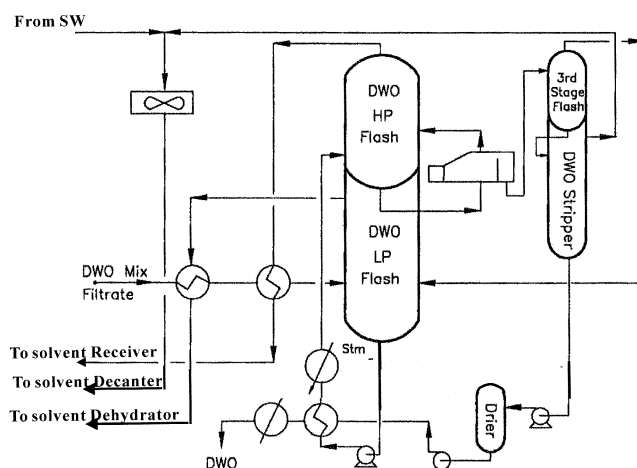 From SW
DWO
HP
Flash
3rd
Stage
Flash
DWO Stripper
DWO
LP
Flash
DWO Mix
Filtrate
Stm
To solvent Receiver
To solvent Decanter
To solvent Dehydrator
Drier
DWO